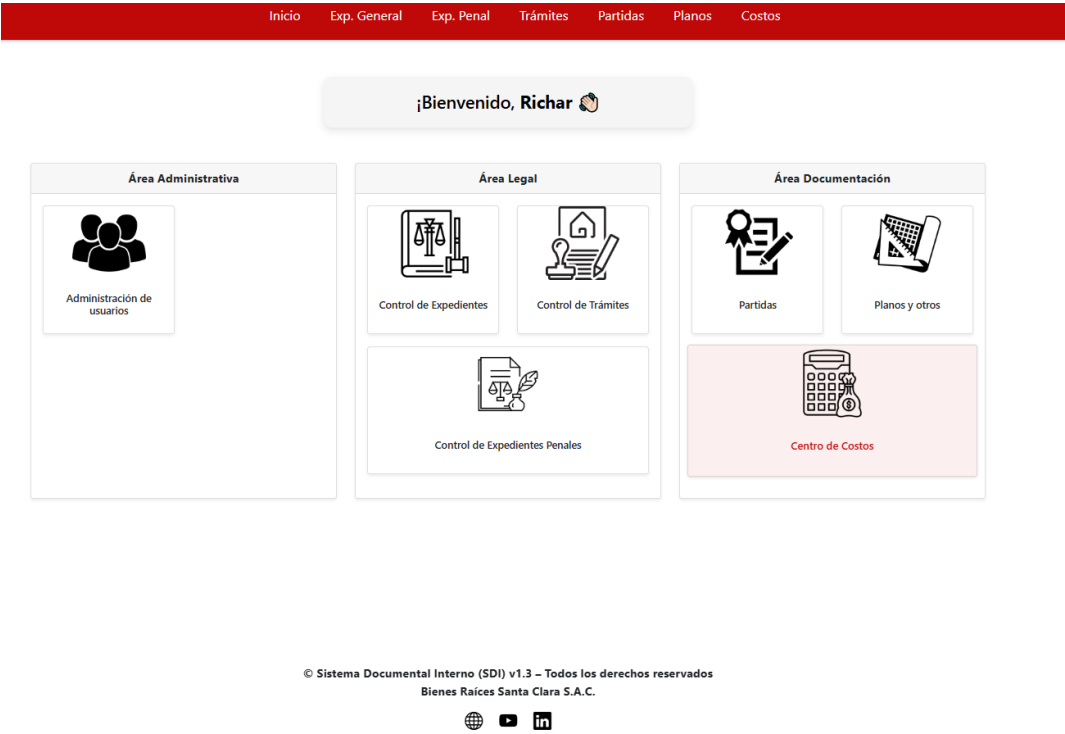 Inicio Exp. General Exp. Penal Trámites Partidas Planos Costos
¡Bienvenido, Richar 👏🏻
Área Administrativa
Administración de
usuarios
Área Legal
Control de Expedientes
Control de Trámites
Control de Expedientes Penales
Área Documentación
Partidas
Planos y otros
Centro de Costos
© Sistema Documental Interno (SDI) v1.3 – Todos los derechos reservados
Bienes Raíces Santa Clara S.A.C.